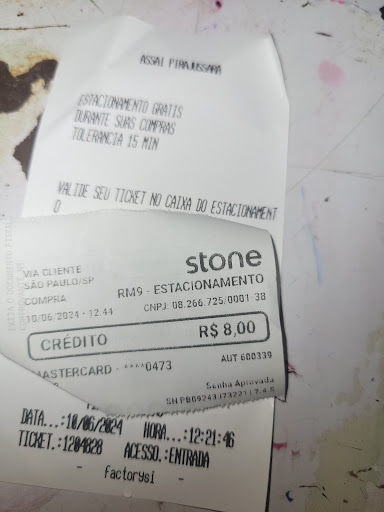 ASSAI PIRAJUSSARA
ESTACIONAMENTO GRATIS
DURANTE SUAS COMPRAS
TOLERANCIA 15 MIN
VALIDE SEU TICKET NO CAIXA DO ESTACIONAMENT
O
stone
VIA CLIENTE
SÃO PAULO/SP
COMPRA
RM9 - ESTACIONAMENTO
10/06/2024 - 12:44
CNPJ: 08.266.725/0001-38
CRÉDITO R$ 8,00
MASTERCARD - ****0473
AUT 600339
Senha Aprovada
DATA...:10/06/2024 HORA...:12:21:46
TICKET.:1204828 ACESSO.:ENTRADA
- factorysi -